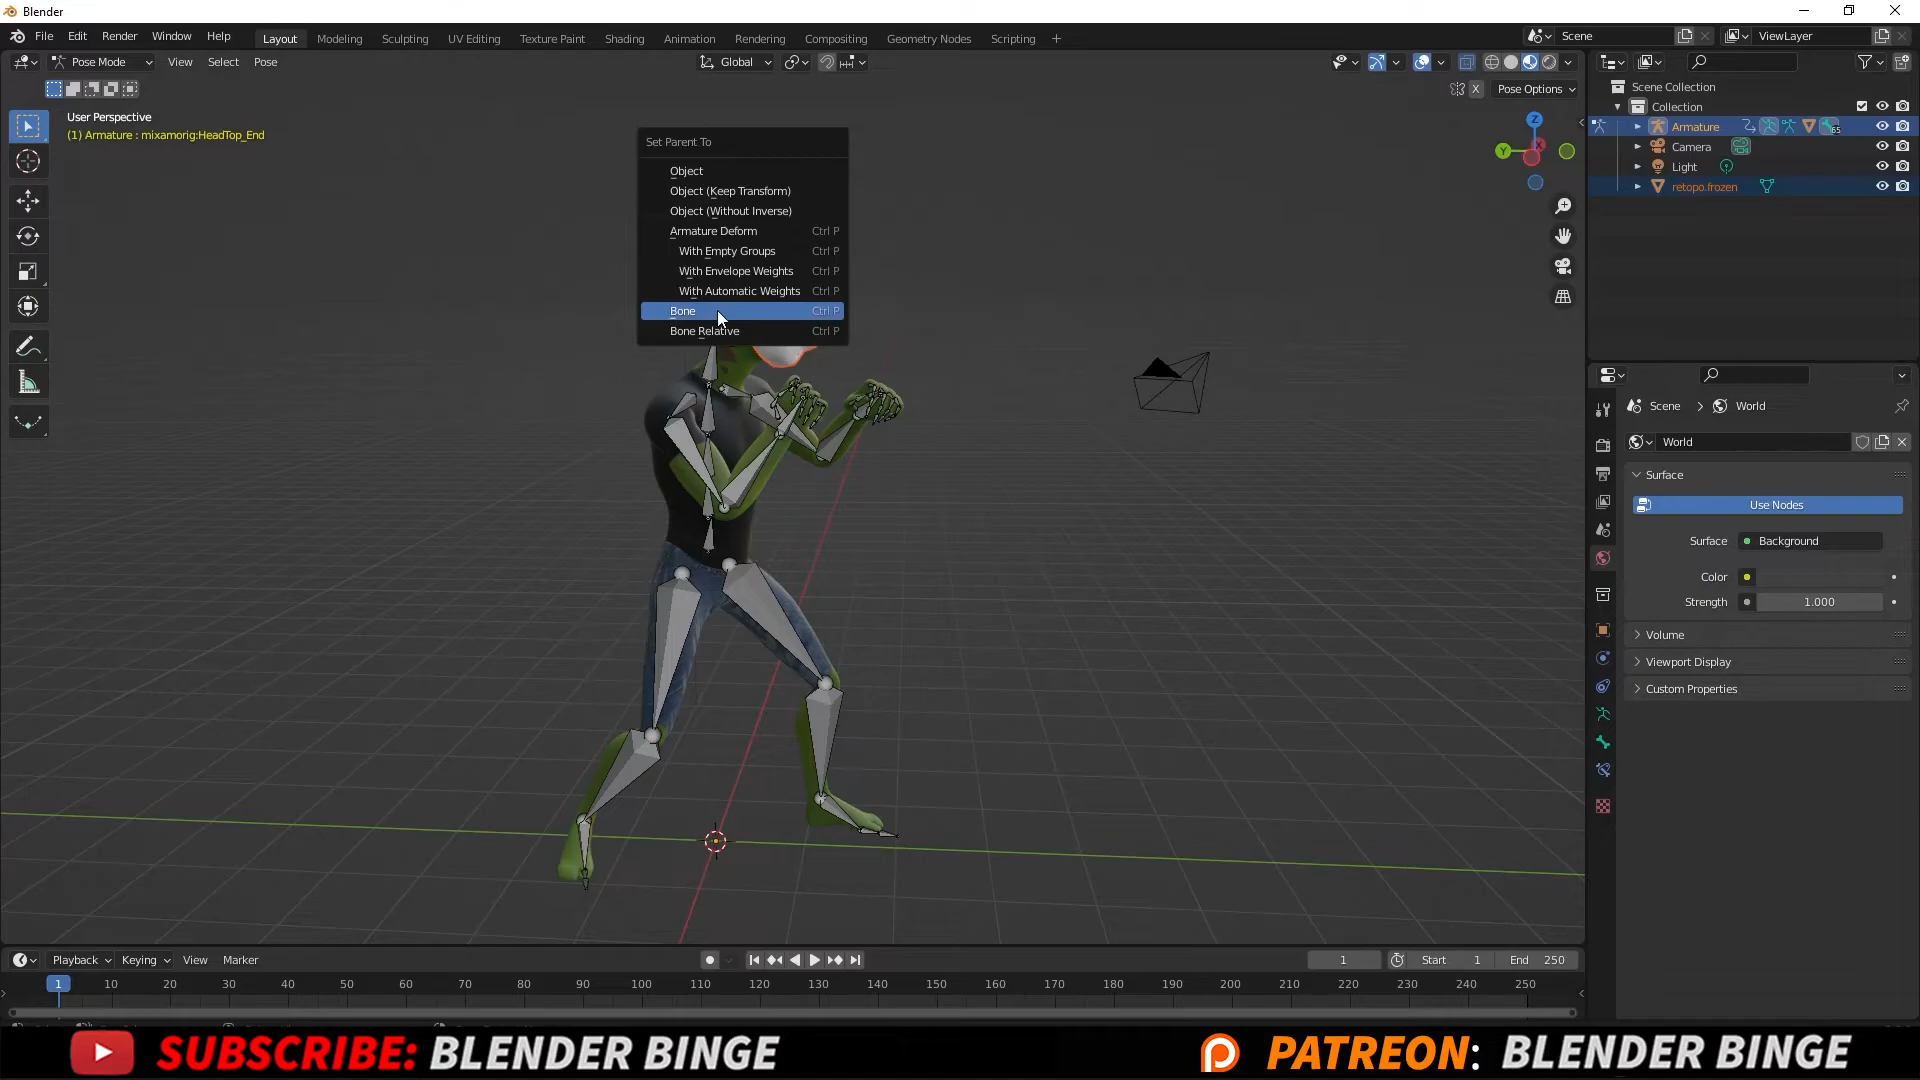 Blender
File Edit Render Window Help
Layout Modeling Sculpting UV Editing Texture Paint Shading Animation Rendering Compositing Geometry Nodes Scripting +
Scene
ViewLayer
Pose Mode View Select Pose
Global
X Pose Options
User Perspective
(1) Armature : mixamorig:HeadTop_End
Set Parent To
Object
Object (Keep Transform)
Object (Without Inverse)
Armature Deform Ctrl P
With Empty Groups Ctrl P
With Envelope Weights Ctrl P
With Automatic Weights Ctrl P
Bone Ctrl P
Bone Relative Ctrl P
Z
Y
X
Scene Collection
Collection
Armature 65
Camera
Light
retopo.frozen
Scene > World
World
Surface
Use Nodes
Surface Background
Color
Strength 1.000
Volume
Viewport Display
Custom Properties
Playback Keying View Marker
1 Start 1 End 250
1 10 20 30 40 50 60 70 80 90 100 110 120 130 140 150 160 170 180 190 200 210 220 230 240 250
SUBSCRIBE: BLENDER BINGE
PATREON: BLENDER BINGE